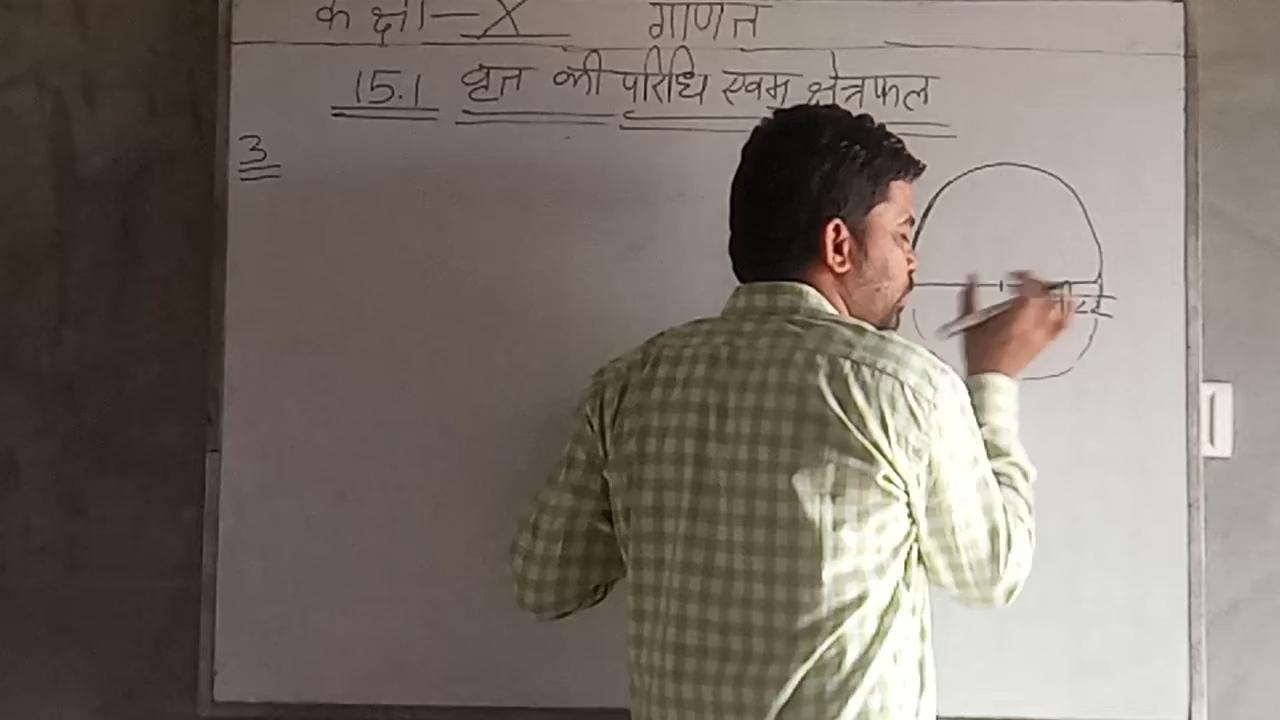 कक्षा - X गणित
15.1 वृत की परिधि एवम क्षेत्रफल
3